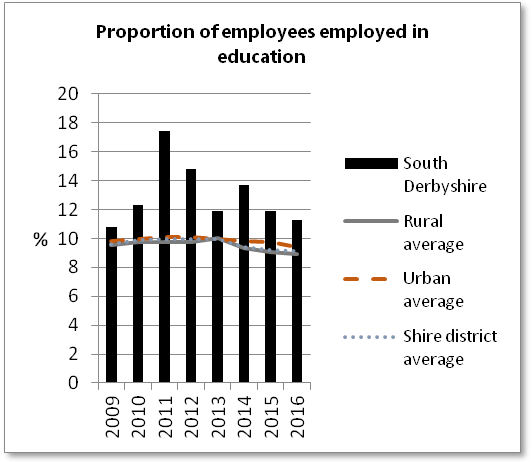 Proportion of employees employed in
education
20
18
16
14
12
10
8
6
4
2
0
%
2009
2010
2011
2012
2013
2014
2015
2016
South
Derbyshire
Rural
average
Urban
average
Shire district
average